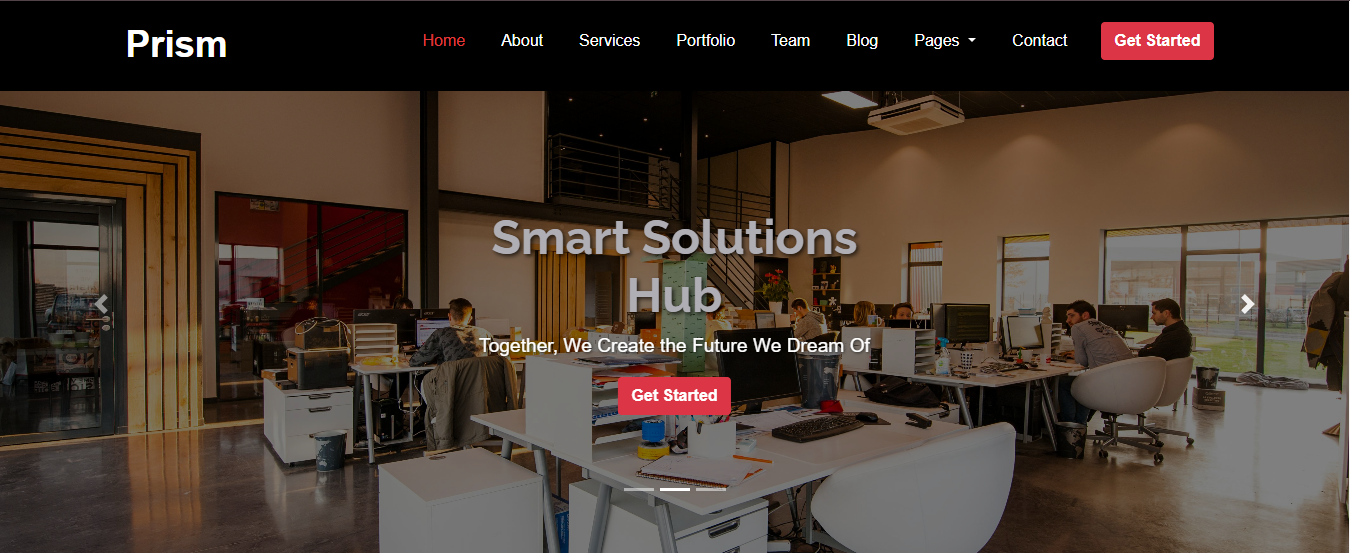 Prism
Home About Services Portfolio Team Blog Pages Contact Get Started
Smart Solutions
Hub
Together, We Create the Future We Dream Of
Get Started